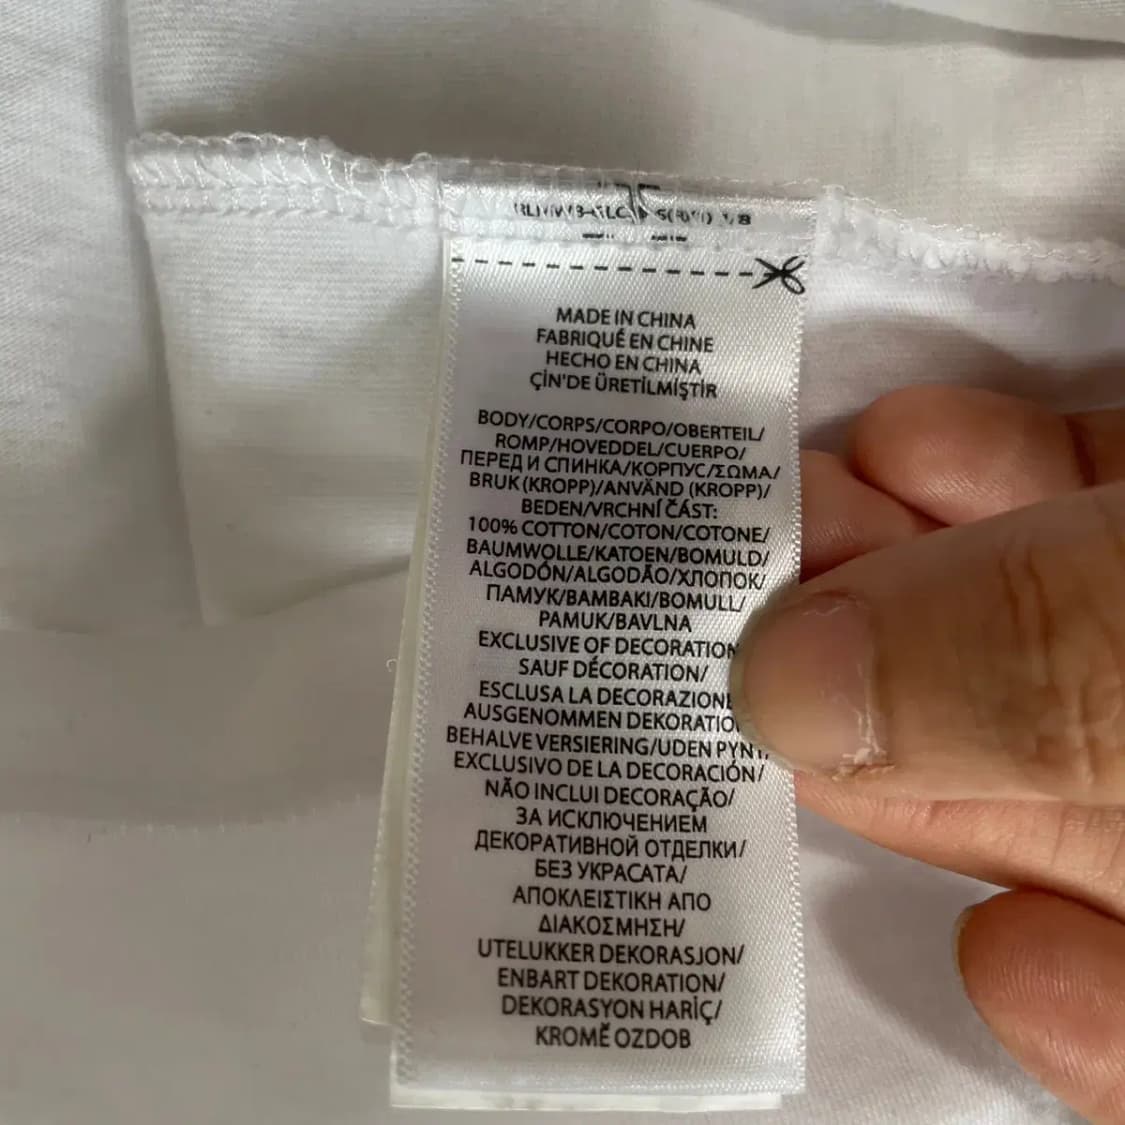 MADE IN CHINA
FABRIQUÉ EN CHINE
HECHO EN CHINA
ÇİN'DE ÜRETİLMİŞTİR
BODY/CORPS/CORPO/OBERTEIL/
ROMP/HOVEDDEL/CUERPO/
ПЕРЕД И СПИНКА/КОРПУС/ΣΩΜΑ/
BRUK (KROPP)/ANVÄND (KROPP)/
BEDEN/VRCHNÍ ČÁST:
100% COTTON/COTON/COTONE/
BAUMWOLLE/KATOEN/BOMULD/
ALGODÓN/ALGODÃO/ХЛОПОК/
ПАМУК/ΒΑΜΒΑΚΙ/BOMULL/
PAMUK/BAVLNA
EXCLUSIVE OF DECORATION
SAUF DÉCORATION/
ESCLUSA LA DECORAZIONE
AUSGENOMMEN DEKORATIO
BEHALVE VERSIERING/UDEN PYNT/
EXCLUSIVO DE LA DECORACIÓN/
NÃO INCLUI DECORAÇÃO/
ЗА ИСКЛЮЧЕНИЕМ
ДЕКОРАТИВНОЙ ОТДЕЛКИ/
БЕЗ УКРАСАТА/
ΑΠΟΚΛΕΙΣΤΙΚΗ ΑΠΟ
ΔΙΑΚΟΣΜΗΣΗ/
UTELUKKER DEKORASJON/
ENBART DEKORATION/
DEKORASYON HARİÇ/
KROMĚ OZDOB